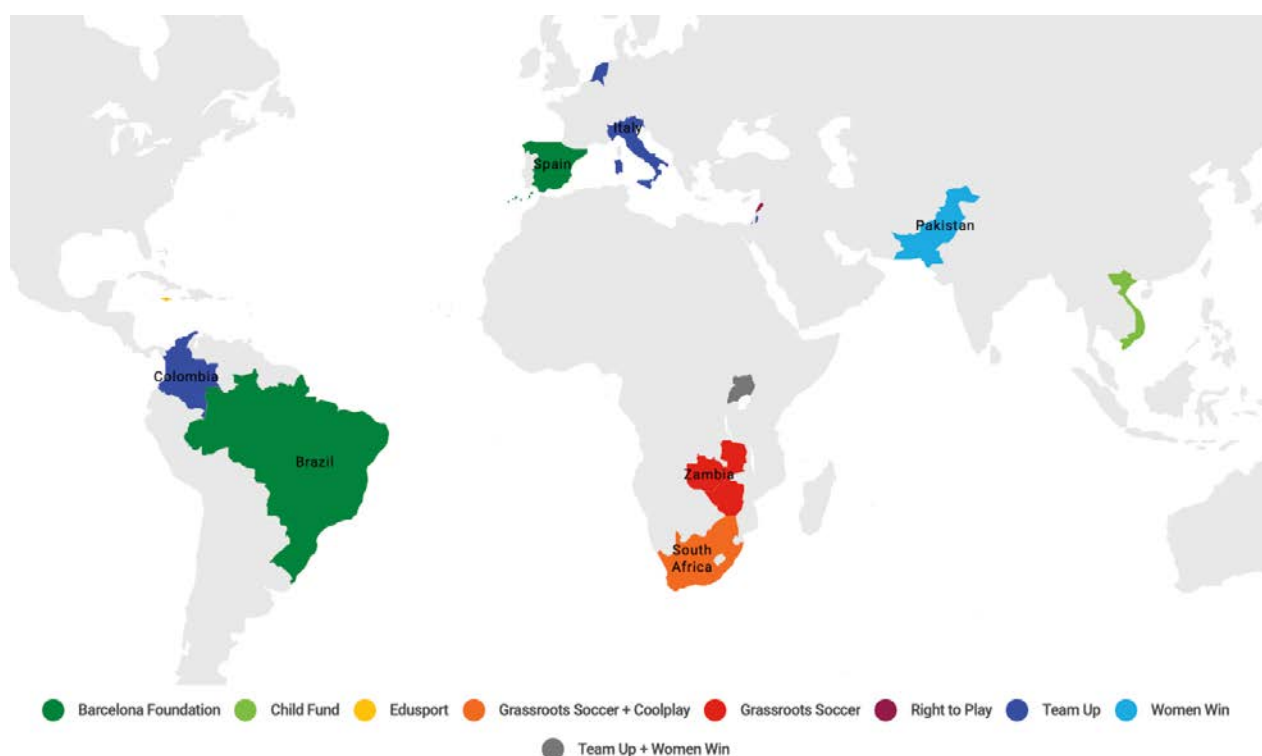 Italy
Spain
Pakistan
Colombia
Brazil
Zambia
South
Africa
Barcelona Foundation
Child Fund
Edusport
Grassroots Soccer + Coolplay
Grassroots Soccer
Right to Play
Team Up
Women Win
Team Up + Women Win